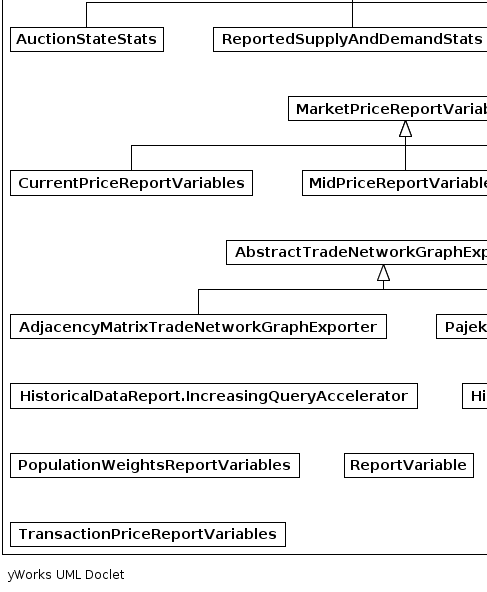 AuctionStateStats ReportedSupplyAndDemandStats
MarketPriceReportVariab
CurrentPriceReportVariables MidPriceReportVariable
AbstractTradeNetworkGraphExp
AdjacencyMatrixTradeNetworkGraphExporter Pajek
HistoricalDataReport.IncreasingQueryAccelerator Hi
PopulationWeightsReportVariables ReportVariable
TransactionPriceReportVariables
yWorks UML Doclet